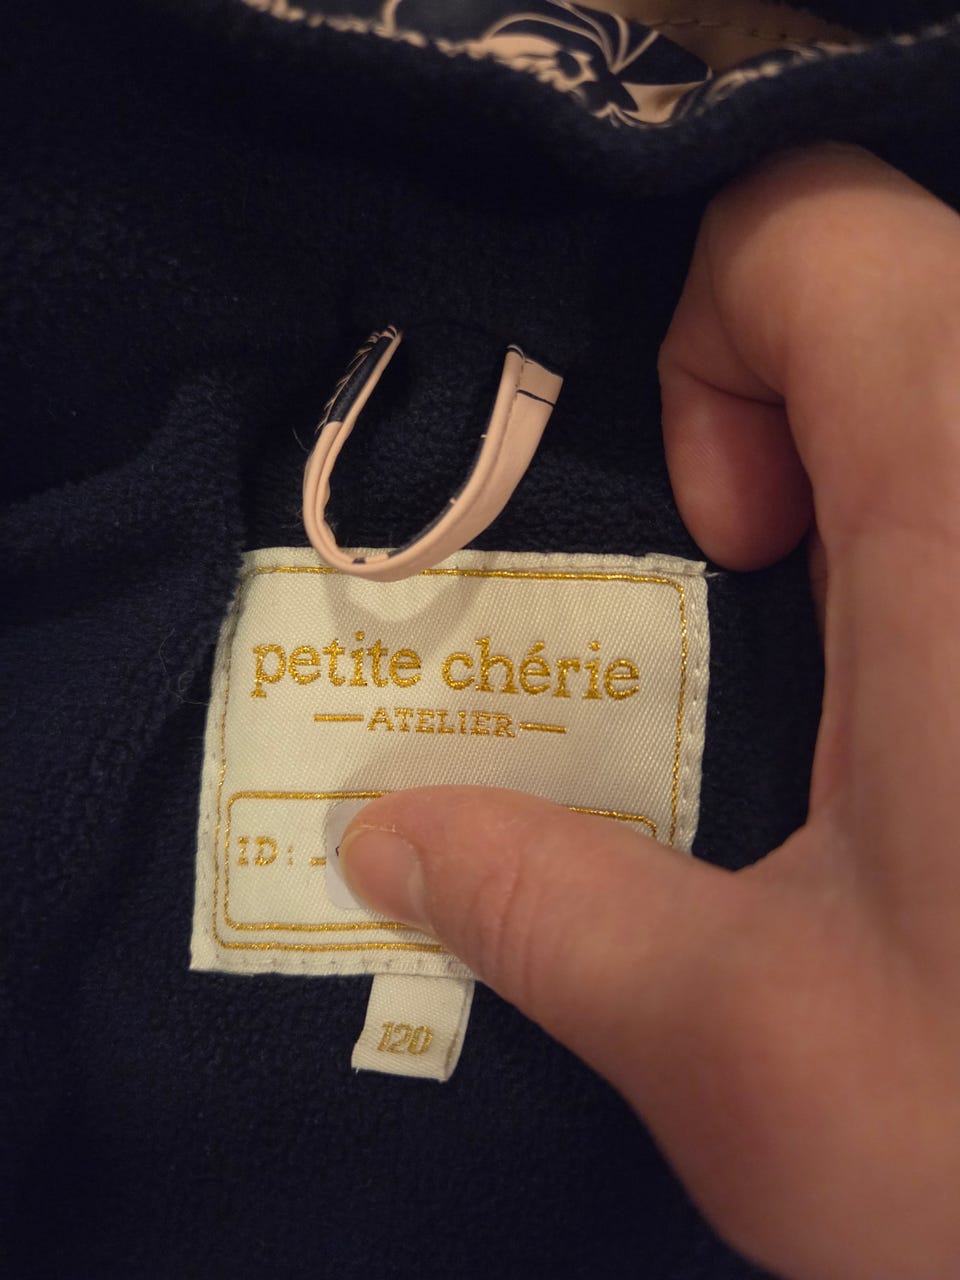 petite chérie
ATELIER
ID:
120